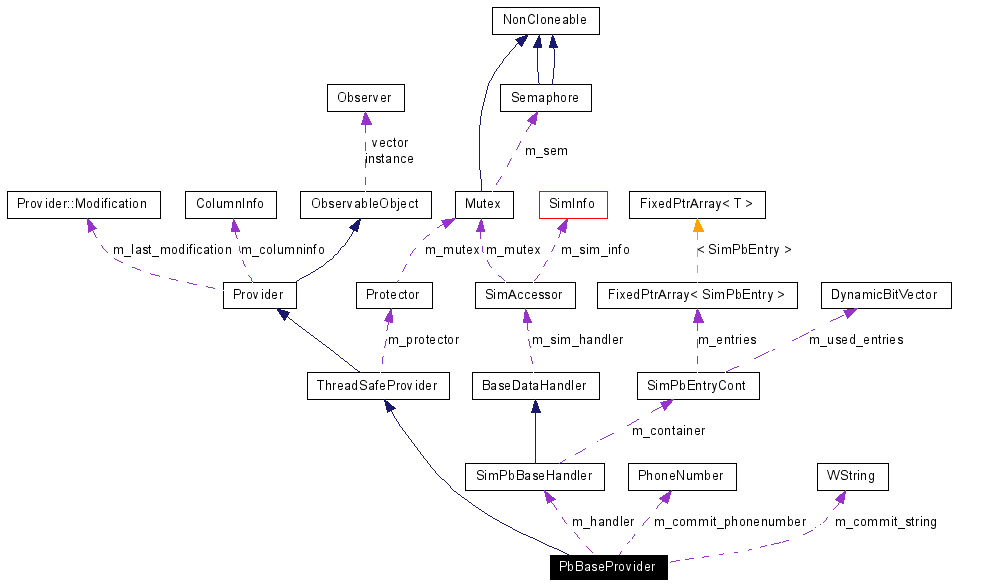 NonCloneable
Observer
Semaphore
vector
instance
m_sem
Provider::Modification
ColumnInfo
ObservableObject
Mutex
SimInfo
FixedPtrArray< T >
m_last_modification
m_columninfo
m_mutex
m_mutex
m_sim_info
< SimPbEntry >
Provider
Protector
SimAccessor
FixedPtrArray< SimPbEntry >
DynamicBitVector
m_protector
m_sim_handler
m_entries
m_used_entries
ThreadSafeProvider
BaseDataHandler
SimPbEntryCont
m_container
SimPbBaseHandler
PhoneNumber
WString
m_handler
m_commit_phonenumber
m_commit_string
PbBaseProvider